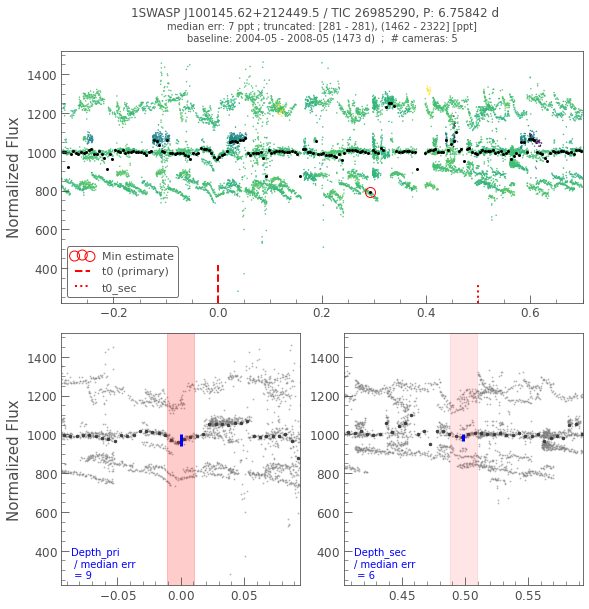 1SWASP J100145.62+212449.5 / TIC 26985290, P: 6.75842 d
median err: 7 ppt ; truncated: [281 - 281), (1462 - 2322] [ppt]
baseline: 2004-05 - 2008-05 (1473 d)  ;  # cameras: 5
Normalized Flux
1400
1200
1000
800
600
400
Min estimate
t0 (primary)
t0_sec
−0.2
0.0
0.2
0.4
0.6
Normalized Flux
1400
1200
1000
800
600
400
Depth_pri
/ median err
= 9
−0.05
0.00
0.05
1400
1200
1000
800
600
400
Depth_sec
/ median err
= 6
0.45
0.50
0.55